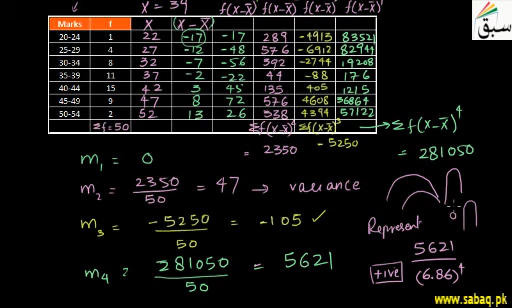 x̄ = 39
سبق
Marks f X (X-X̄) f(X-X̄) f(X-X̄)² f(X-X̄)³ f(X-X̄)⁴
20-24 1 22 -17 -17 289 -4913 83521
25-29 4 27 -12 -48 576 -6912 82944
30-34 8 32 -7 -56 392 -2744 19208
35-39 11 37 -2 -22 44 -88 176
40-44 15 42 3 45 135 405 1215
45-49 9 47 8 72 576 4608 36864
50-54 2 52 13 26 338 4394 57122
Σf = 50 Σf(X-X̄)² Σf(X-X̄)³ → Σf(X-X̄)⁴
= 2350 -5250 = 281050
m₁ = 0
m₂ = 2350/50 = 47 → variance
m₃ = -5250/50 = -105 ✓
m₄ = 281050/50 = 5621
0
Represent
5621/(6.86)⁴
+ive
www.sabaq.pk